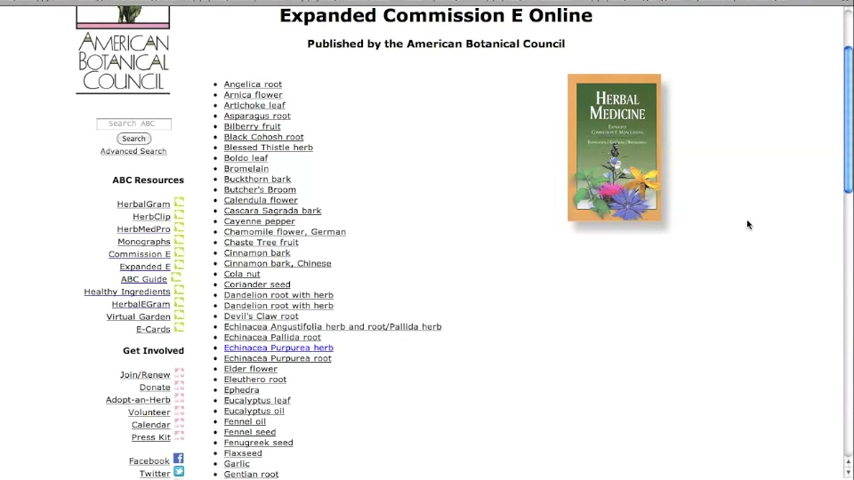 Expanded Commission E Online
Published by the American Botanical Council
AMERICAN
BOTANICAL
COUNCIL
Search ABC
Search
Advanced Search
ABC Resources
HerbalGram
HerbClip
HerbMedPro
Monographs
Commission E
Expanded E
ABC Guide
Healthy Ingredients
HerbalEGram
Virtual Garden
E-Cards
Get Involved
Join/Renew
Donate
Adopt-an-Herb
Volunteer
Calendar
Press Kit
Facebook
Twitter
Angelica root
Arnica flower
Artichoke leaf
Asparagus root
Bilberry fruit
Black Cohosh root
Blessed Thistle herb
Boldo leaf
Bromelain
Buckthorn bark
Butcher's Broom
Calendula flower
Cascara Sagrada bark
Cayenne pepper
Chamomile flower, German
Chaste Tree fruit
Cinnamon bark
Cinnamon bark, Chinese
Cola nut
Coriander seed
Dandelion root with herb
Dandelion root with herb
Devil's Claw root
Echinacea Angustifolia herb and root/Pallida herb
Echinacea Pallida root
Echinacea Purpurea herb
Echinacea Purpurea root
Elder flower
Eleuthero root
Ephedra
Eucalyptus leaf
Eucalyptus oil
Fennel oil
Fennel seed
Fenugreek seed
Flaxseed
Garlic
Gentian root
HERBAL
MEDICINE